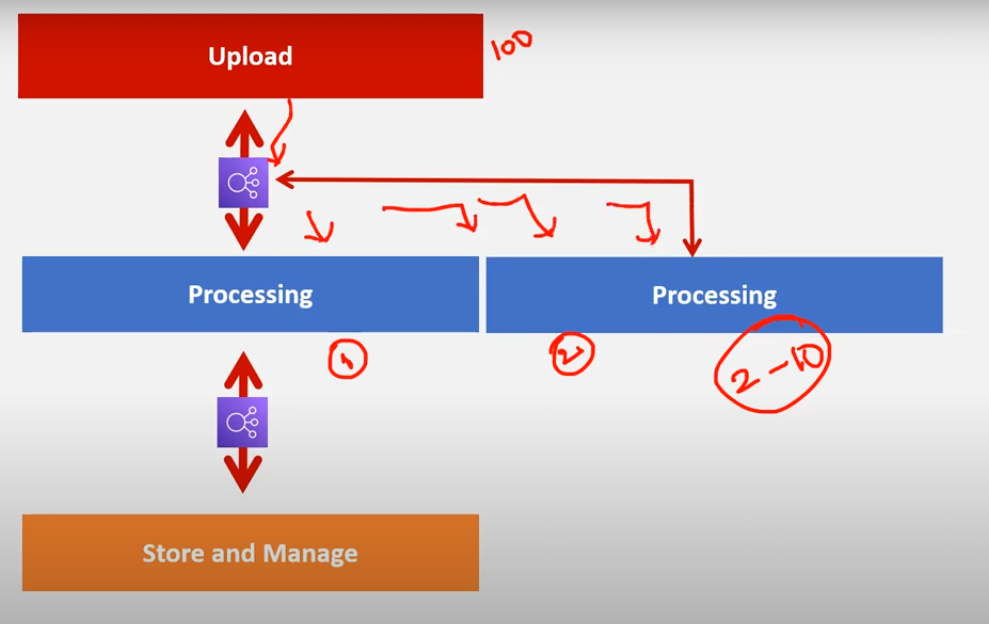 Upload
100
Processing
Processing
1
2
2-10
Store and Manage